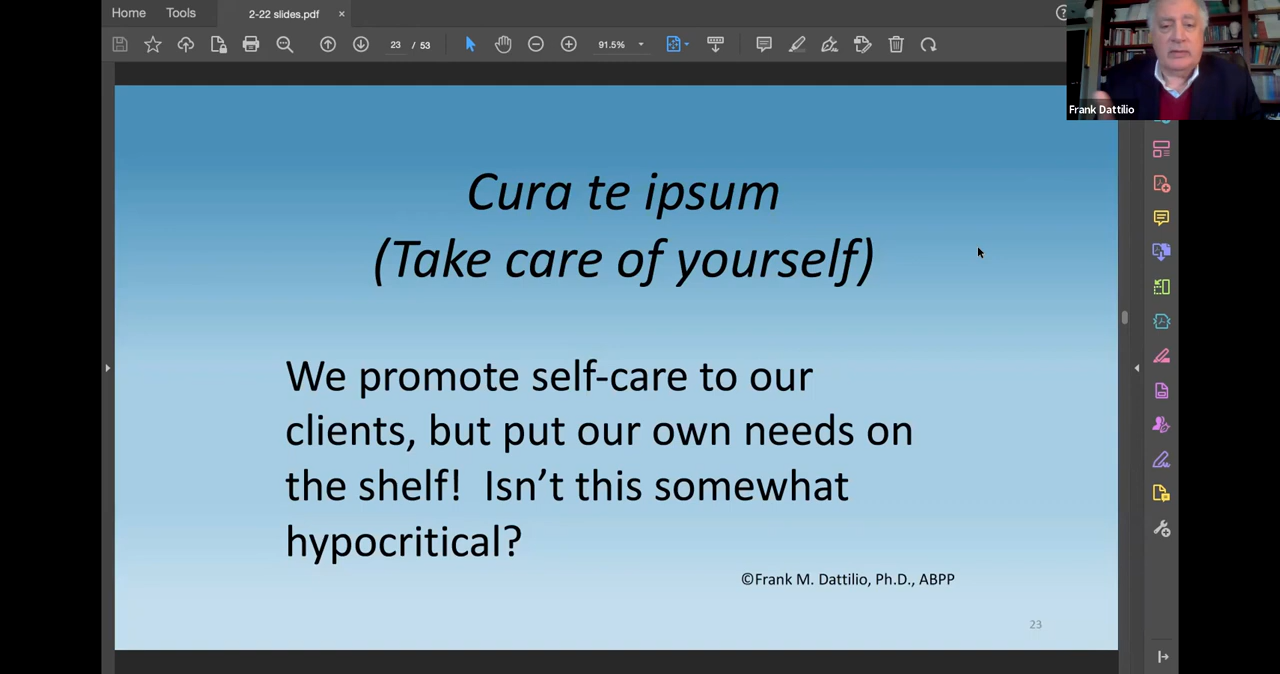 Home Tools 2-22 slides.pdf ×
23 / 53 91.5%
Frank Dattilio
Cura te ipsum
(Take care of yourself)
We promote self-care to our
clients, but put our own needs on
the shelf!  Isn’t this somewhat
hypocritical?
©Frank M. Dattilio, Ph.D., ABPP
23